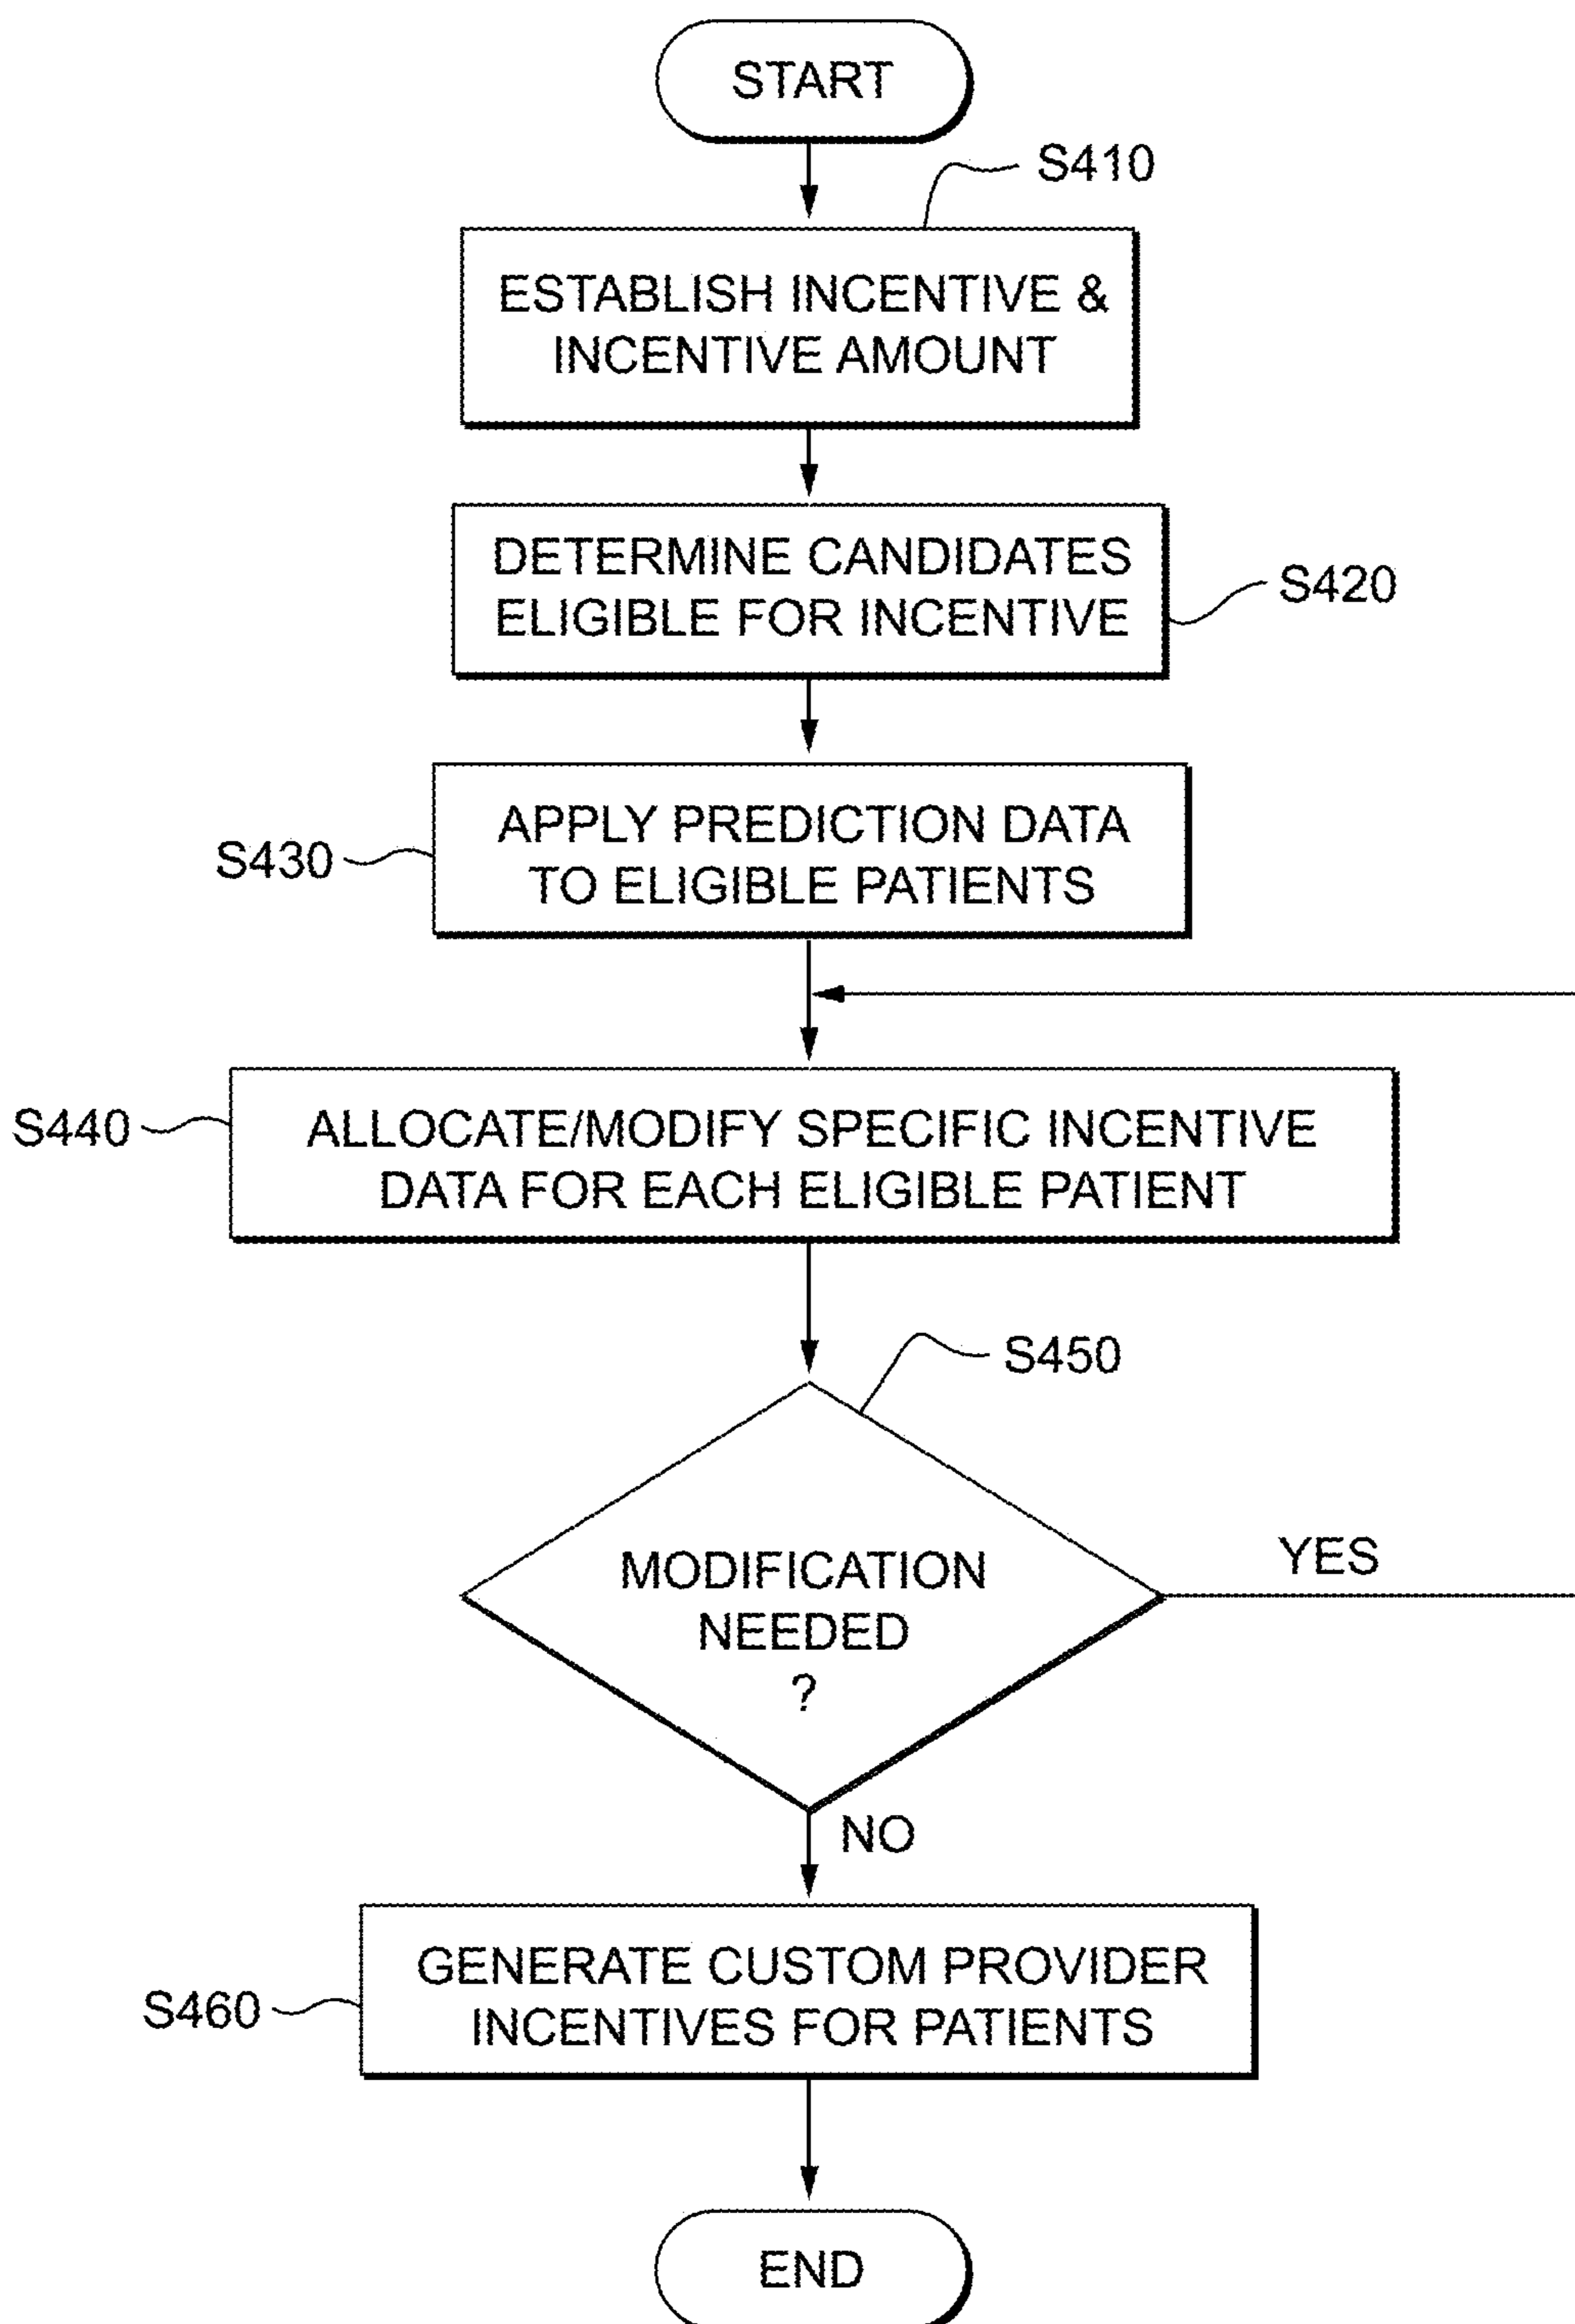 START
S410
ESTABLISH INCENTIVE &
INCENTIVE AMOUNT
DETERMINE CANDIDATES
ELIGIBLE FOR INCENTIVE
S420
APPLY PREDICTION DATA
TO ELIGIBLE PATIENTS
S430
S440
ALLOCATE/MODIFY SPECIFIC INCENTIVE
DATA FOR EACH ELIGIBLE PATIENT
S450
MODIFICATION
NEEDED
?
YES
NO
GENERATE CUSTOM PROVIDER
INCENTIVES FOR PATIENTS
S460
END